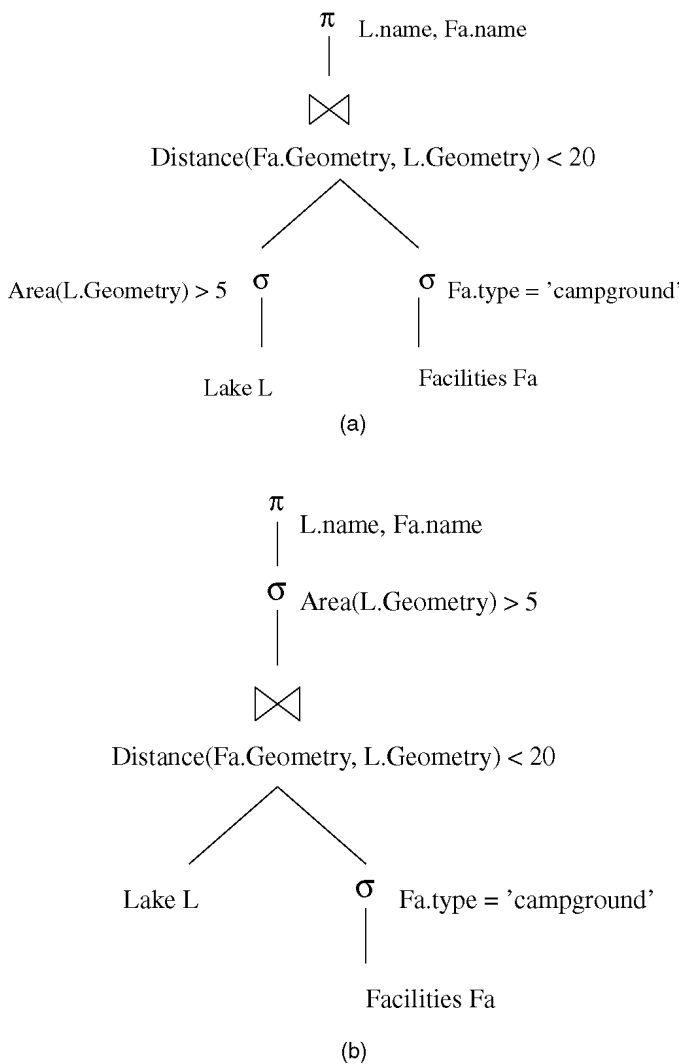 π
L.name, Fa.name
⋈
Distance(Fa.Geometry, L.Geometry) < 20
Area(L.Geometry) > 5 σ
σ Fa.type = ’campground’
Lake L
Facilities Fa
(a)
π
L.name, Fa.name
σ Area(L.Geometry) > 5
⋈
Distance(Fa.Geometry, L.Geometry) < 20
Lake L
σ Fa.type = ’campground’
Facilities Fa
(b)